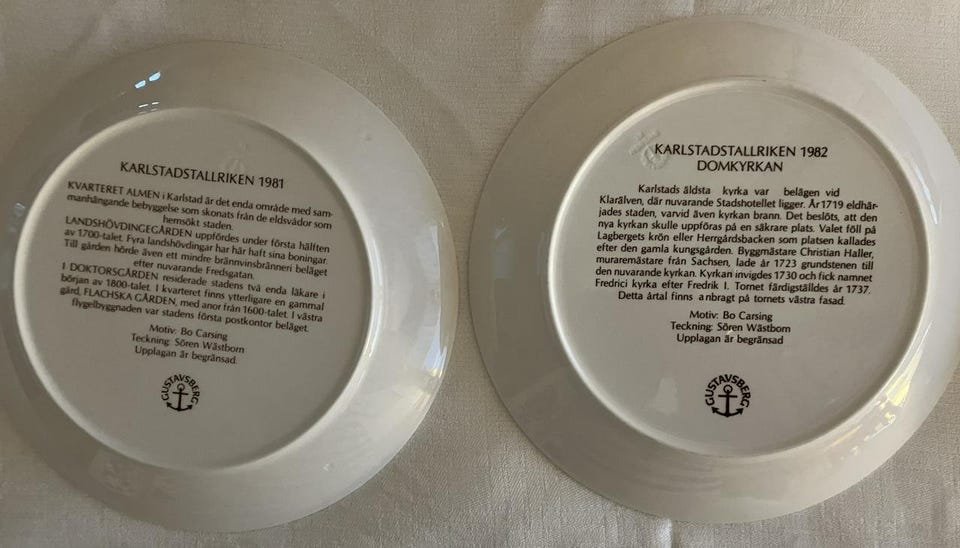 KARLSTADSTALLRIKEN 1981
KVARTERET ALMEN i Karlstad är det enda område med sam-
manhängande bebyggelse som skonats från de eldsvådor som
hemsökt staden.
LANDSHÖVDINGEGÅRDEN uppfördes under första hälften
av 1700-talet. Fyra landshövdingar har här haft sina boningar.
Till gården hörde även ett mindre brännvinsbränneri beläget
efter nuvarande Fredsgatan.
I DOKTORSGÅRDEN residerade stadens två enda läkare i
början av 1800-talet. I kvarteret finns ytterligare en gammal
gård, FLACHSKA GÅRDEN, med anor från 1600-talet. I västra
flygelbyggnaden var stadens första postkontor beläget.
Motiv: Bo Carsing
Teckning: Sören Wästbom
Upplagan är begränsad.
GUSTAVSBERG
KARLSTADSTALLRIKEN 1982
DOMKYRKAN
Karlstads äldsta kyrka var belägen vid
Klarälven, där nuvarande Stadshotellet ligger. År 1719 eldhär-
jades staden, varvid även kyrkan brann. Det beslöts, att den
nya kyrkan skulle uppföras på en säkrare plats. Valet föll på
Lagbergets krön eller Herrgårdsbacken som platsen kallades
efter den gamla kungsgården. Byggmästare Christian Haller,
muraremästare från Sachsen, lade år 1723 grundstenen till
den nuvarande kyrkan. Kyrkan invigdes 1730 och fick namnet
Fredrici kyrka efter Fredrik I. Tornet färdigställdes år 1737.
Detta årtal finns anbragt på tornets västra fasad.
Motiv: Bo Carsing
Teckning: Sören Wästbom
Upplagan är begränsad
GUSTAVSBERG